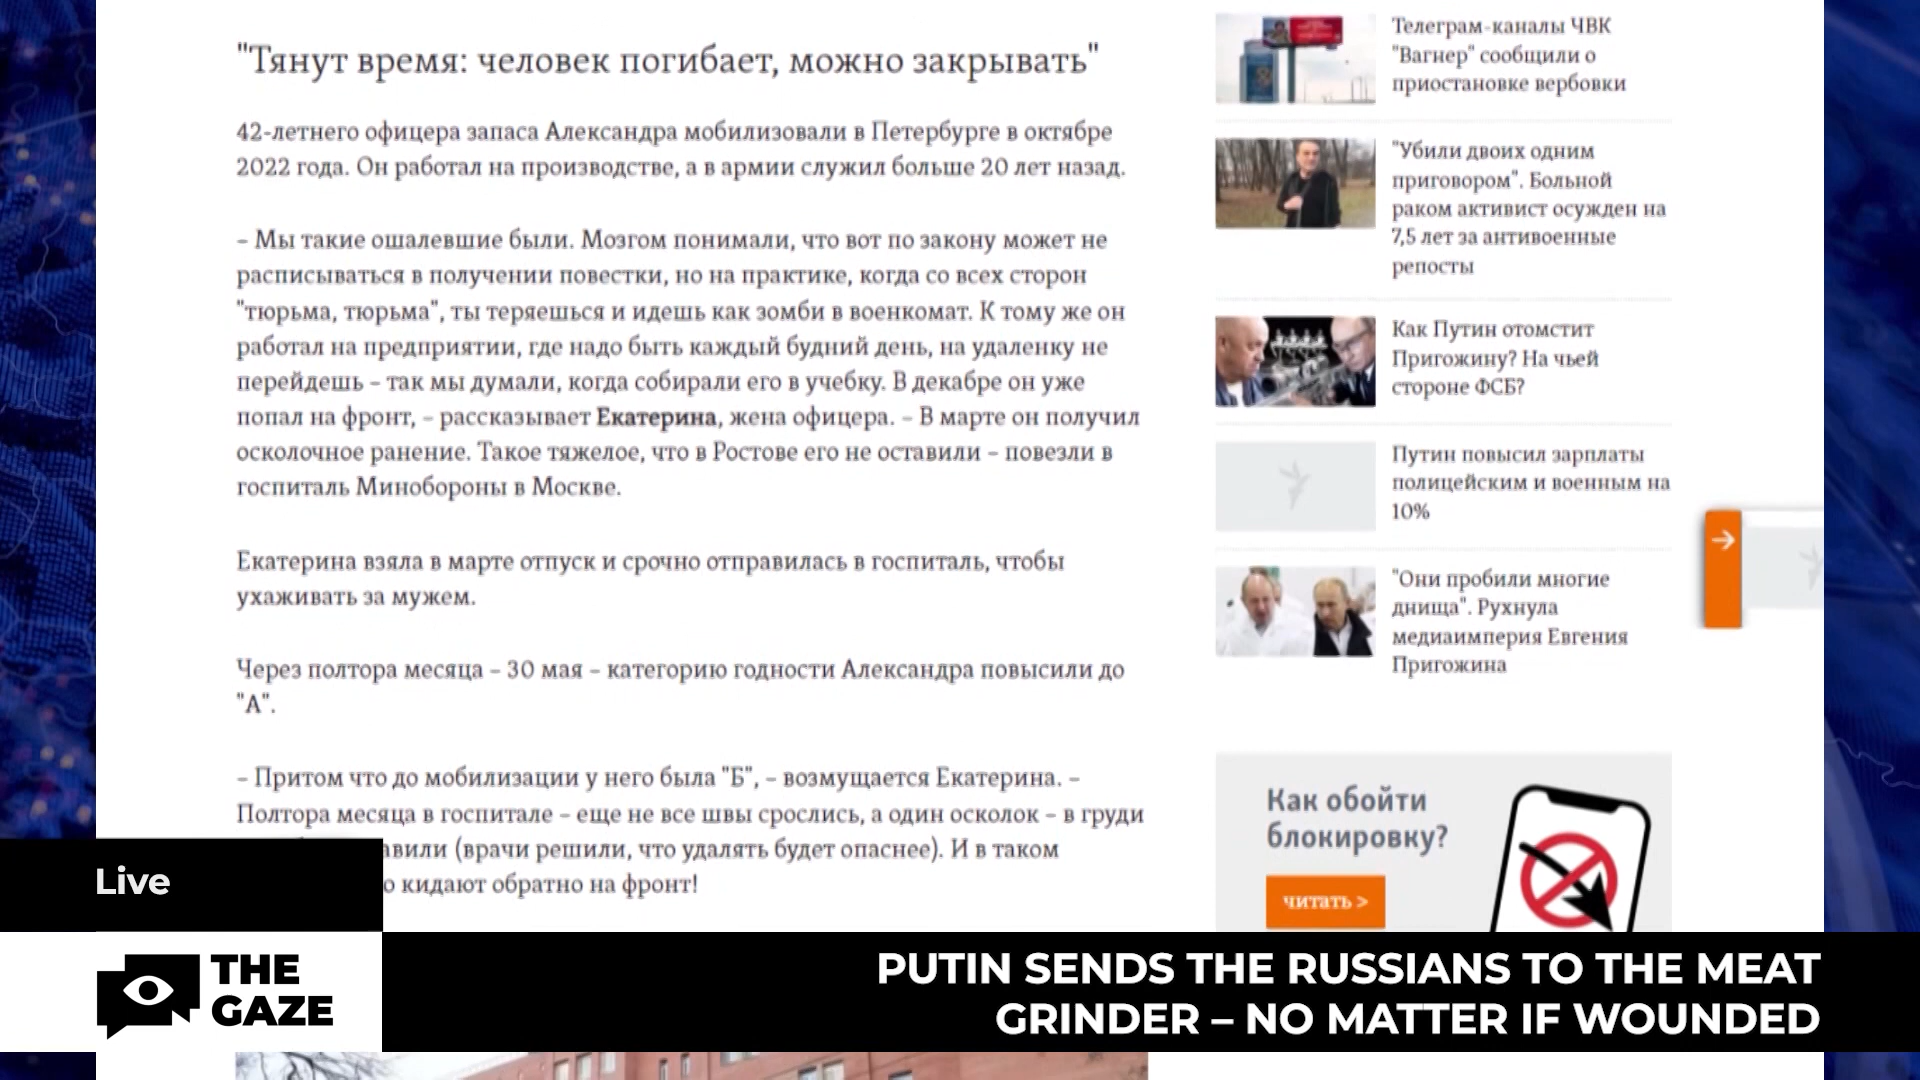 "Тянут время: человек погибает, можно закрывать"
42-летнего офицера запаса Александра мобилизовали в Петербурге в октябре
2022 года. Он работал на производстве, а в армии служил больше 20 лет назад.
– Мы такие ошалевшие были. Мозгом понимали, что вот по закону может не
расписываться в получении повестки, но на практике, когда со всех сторон
"тюрьма, тюрьма", ты теряешься и идешь как зомби в военкомат. К тому же он
работал на предприятии, где надо быть каждый будний день, на удаленку не
перейдешь – так мы думали, когда собирали его в учебку. В декабре он уже
попал на фронт, – рассказывает Екатерина, жена офицера. – В марте он получил
осколочное ранение. Такое тяжелое, что в Ростове его не оставили – повезли в
госпиталь Минобороны в Москве.
Екатерина взяла в марте отпуск и срочно отправилась в госпиталь, чтобы
ухаживать за мужем.
Через полтора месяца – 30 мая – категорию годности Александра повысили до
"А".
– Притом что до мобилизации у него была "Б", – возмущается Екатерина. –
Полтора месяца в госпитале – еще не все швы срослись, а один осколок – в груди
(врачи решили, что удалять будет опаснее). И в таком
кидают обратно на фронт!
Телеграм-каналы ЧВК
"Вагнер" сообщили о
приостановке вербовки
"Убили двоих одним
приговором". Больной
раком активист осужден на
7,5 лет за антивоенные
репосты
Как Путин отомстит
Пригожину? На чьей
стороне ФСБ?
Путин повысил зарплаты
полицейским и военным на
10%
"Они пробили многие
днища". Рухнула
медиаимперия Евгения
Пригожина
Как обойти
блокировку?
читать >
Live
THE
GAZE
PUTIN SENDS THE RUSSIANS TO THE MEAT
GRINDER – NO MATTER IF WOUNDED